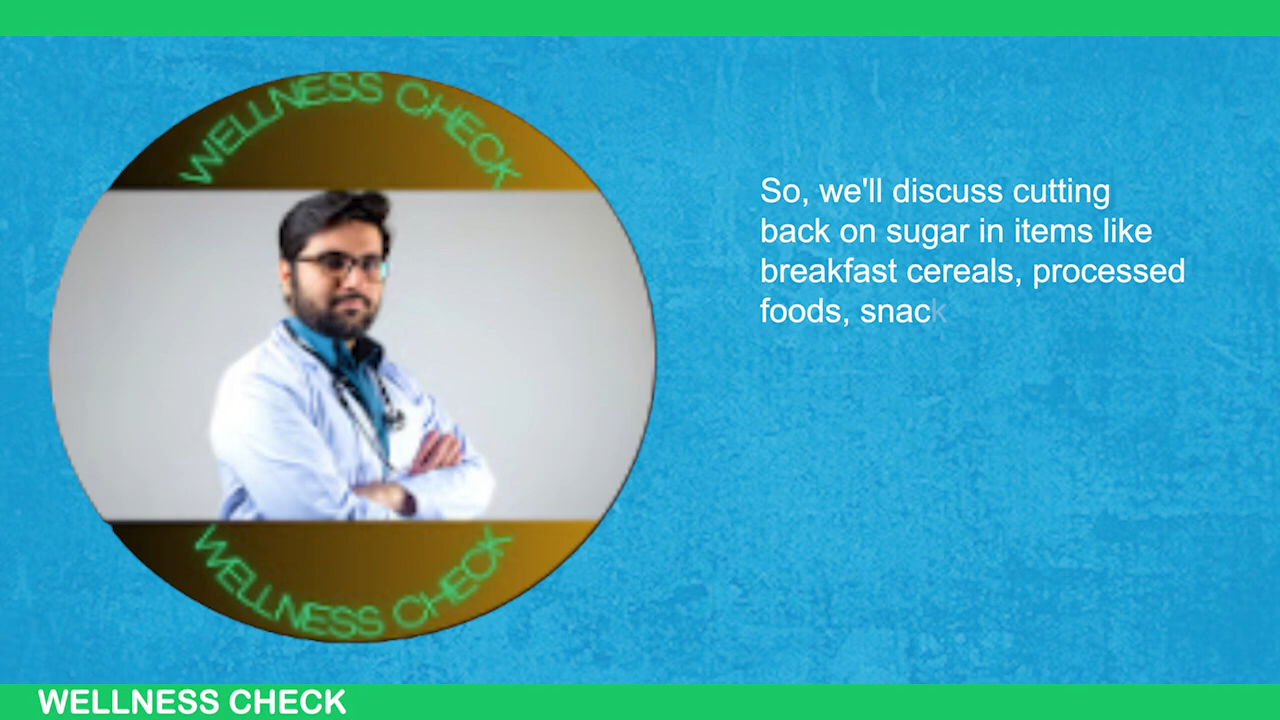 WELLNESS CHECK
So, we'll discuss cutting
back on sugar in items like
breakfast cereals, processed
foods, snack
WELLNESS CHECK
WELLNESS CHECK